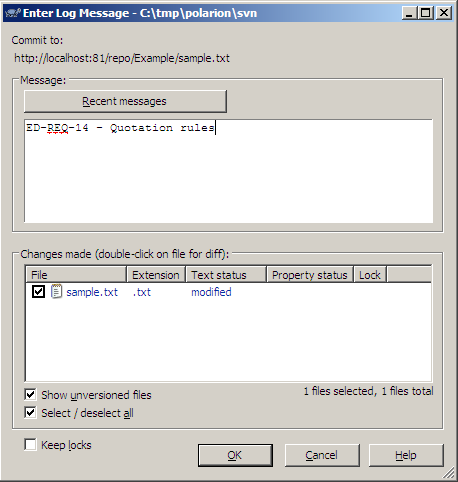 Enter Log Message - C:\tmp\polarion\svn
Commit to:
http://localhost:81/repo/Example/sample.txt
Message:
Recent messages
ED-REQ-14 - Quotation rules
Changes made (double-click on file for diff):
File Extension Text status Property status Lock
sample.txt .txt modified
Show unversioned files
1 files selected, 1 files total
Select / deselect all
Keep locks
OK Cancel Help